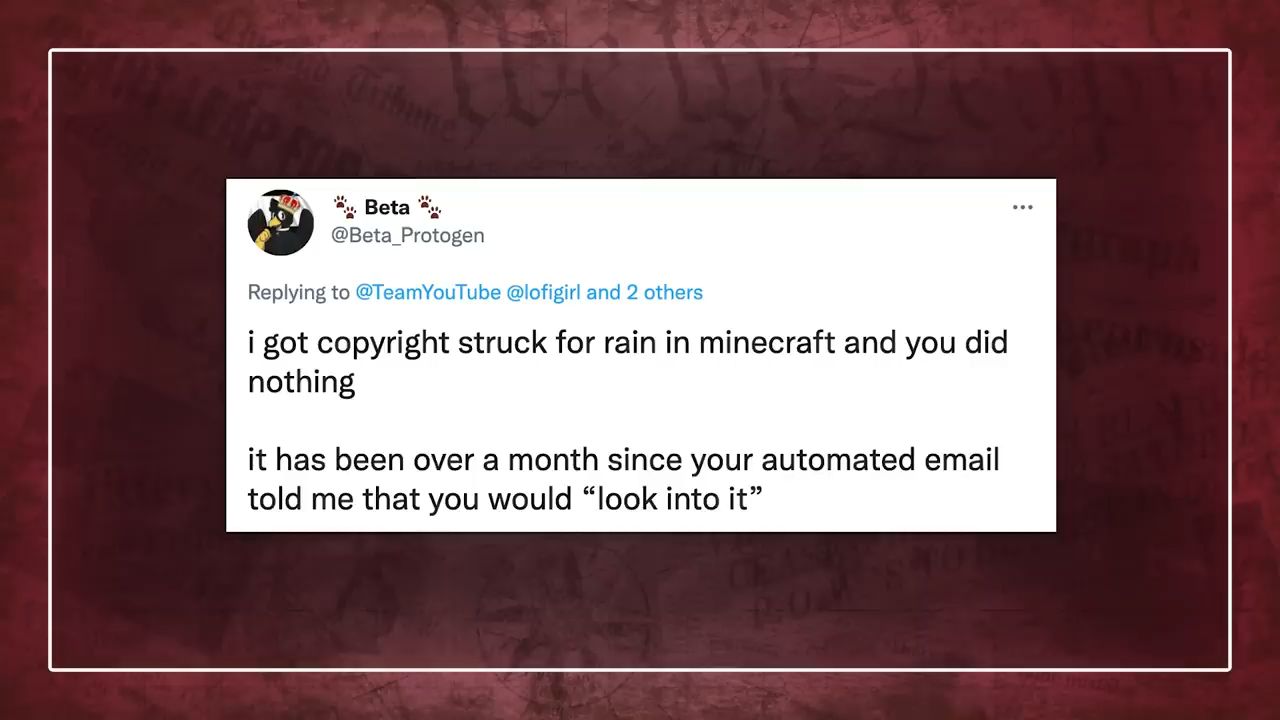 🐾 Beta 🐾
@Beta_Protogen
Replying to @TeamYouTube @lofigirl and 2 others
i got copyright struck for rain in minecraft and you did
nothing
it has been over a month since your automated email
told me that you would “look into it”